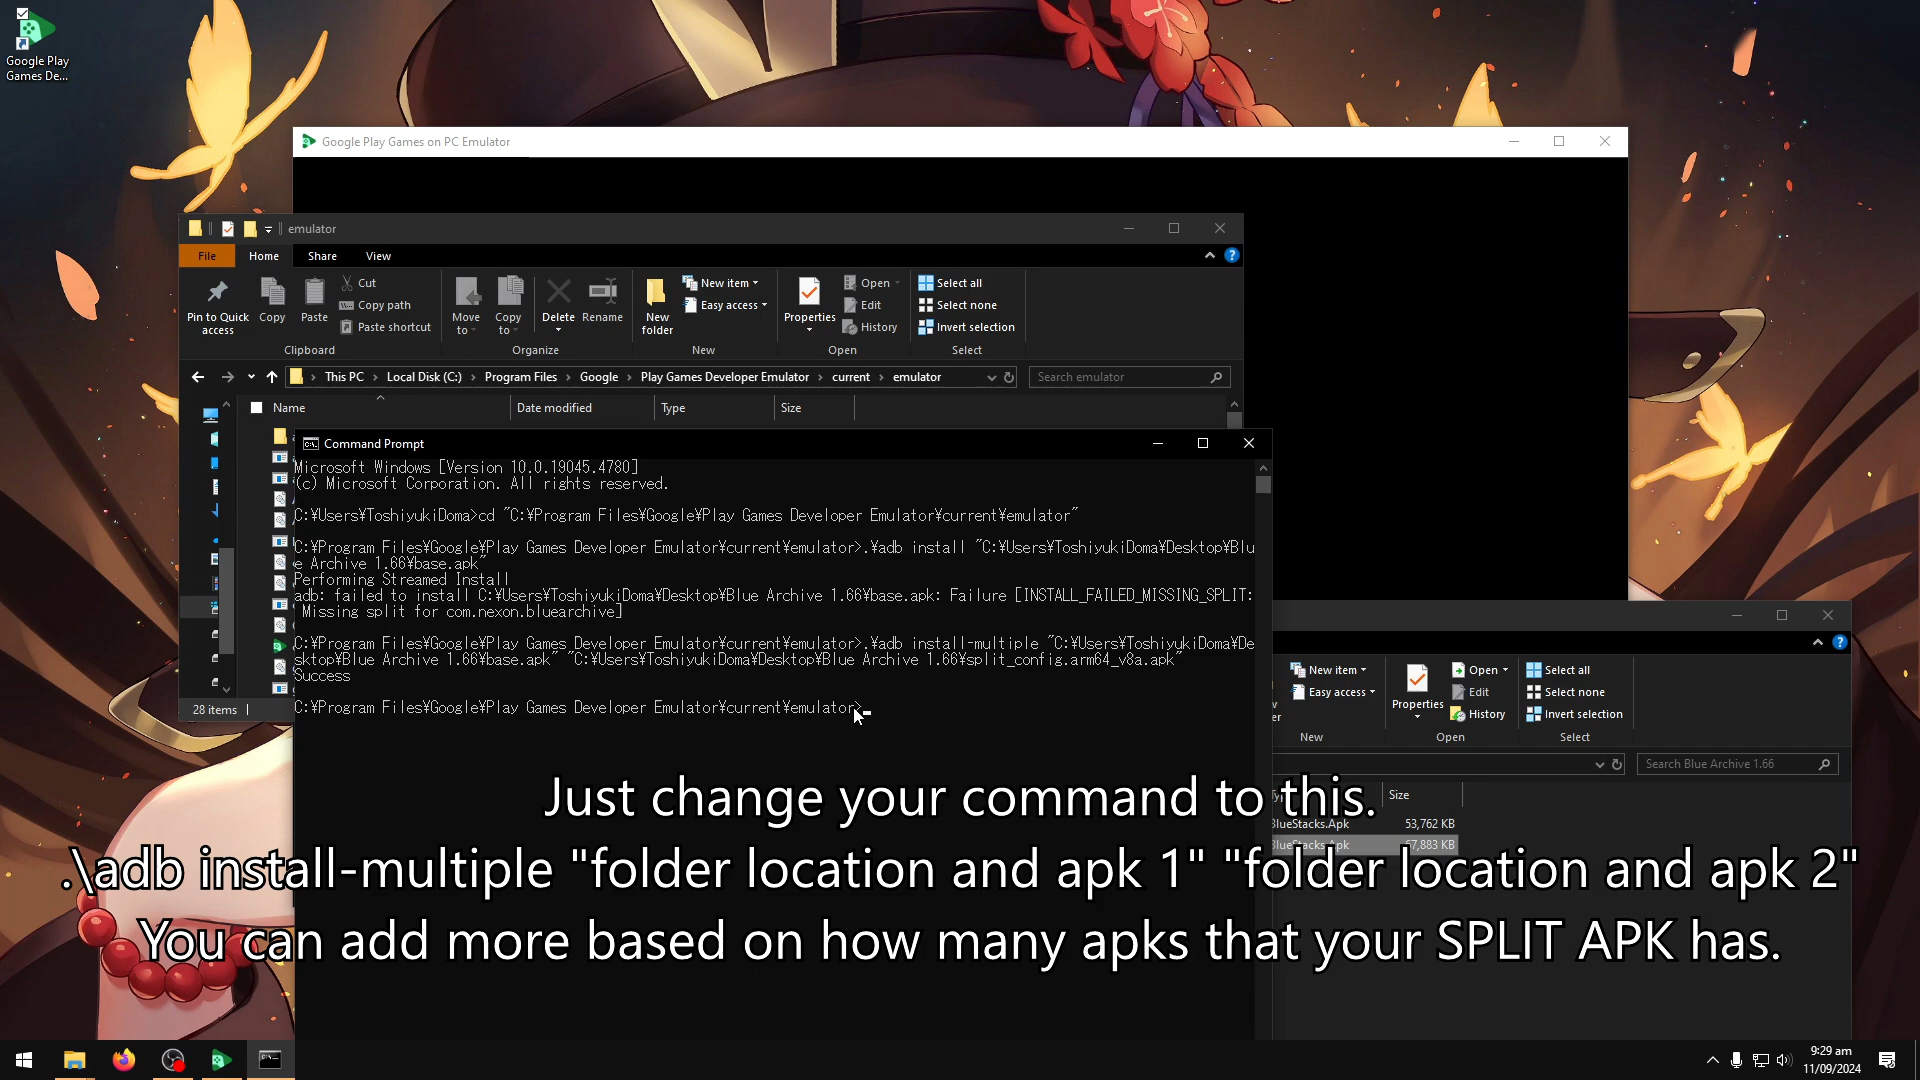 Google Play
Games De...
Google Play Games on PC Emulator
emulator
File Home Share View
Pin to Quick access
Copy
Paste
Cut
Copy path
Paste shortcut
Clipboard
Move to
Copy to
Delete
Rename
Organize
New folder
New item
Easy access
New
Properties
Open
Edit
History
Open
Select all
Select none
Invert selection
Select
This PC > Local Disk (C:) > Program Files > Google > Play Games Developer Emulator > current > emulator
Search emulator
Name Date modified Type Size
28 items
Command Prompt
Microsoft Windows [Version 10.0.19045.4780]
(c) Microsoft Corporation. All rights reserved.
C:¥Users¥ToshiyukiDoma>cd "C:¥Program Files¥Google¥Play Games Developer Emulator¥current¥emulator"
C:¥Program Files¥Google¥Play Games Developer Emulator¥current¥emulator>.¥adb install "C:¥Users¥ToshiyukiDoma¥Desktop¥Blu
e Archive 1.66¥base.apk"
Performing Streamed Install
adb: failed to install C:¥Users¥ToshiyukiDoma¥Desktop¥Blue Archive 1.66¥base.apk: Failure [INSTALL_FAILED_MISSING_SPLIT:
Missing split for com.nexon.bluearchive]
C:¥Program Files¥Google¥Play Games Developer Emulator¥current¥emulator>.¥adb install-multiple "C:¥Users¥ToshiyukiDoma¥De
sktop¥Blue Archive 1.66¥base.apk" "C:¥Users¥ToshiyukiDoma¥Desktop¥Blue Archive 1.66¥split_config.arm64_v8a.apk"
Success
C:¥Program Files¥Google¥Play Games Developer Emulator¥current¥emulator>
New item
Easy access
New
Properties
Open
Edit
History
Open
Select all
Select none
Invert selection
Select
Search Blue Archive 1.66
Size
BlueStacks.Apk 53,762 KB
BlueStacks.Apk 67,883 KB
Just change your command to this.
.\adb install-multiple "folder location and apk 1" "folder location and apk 2"
You can add more based on how many apks that your SPLIT APK has.
9:29 am
11/09/2024